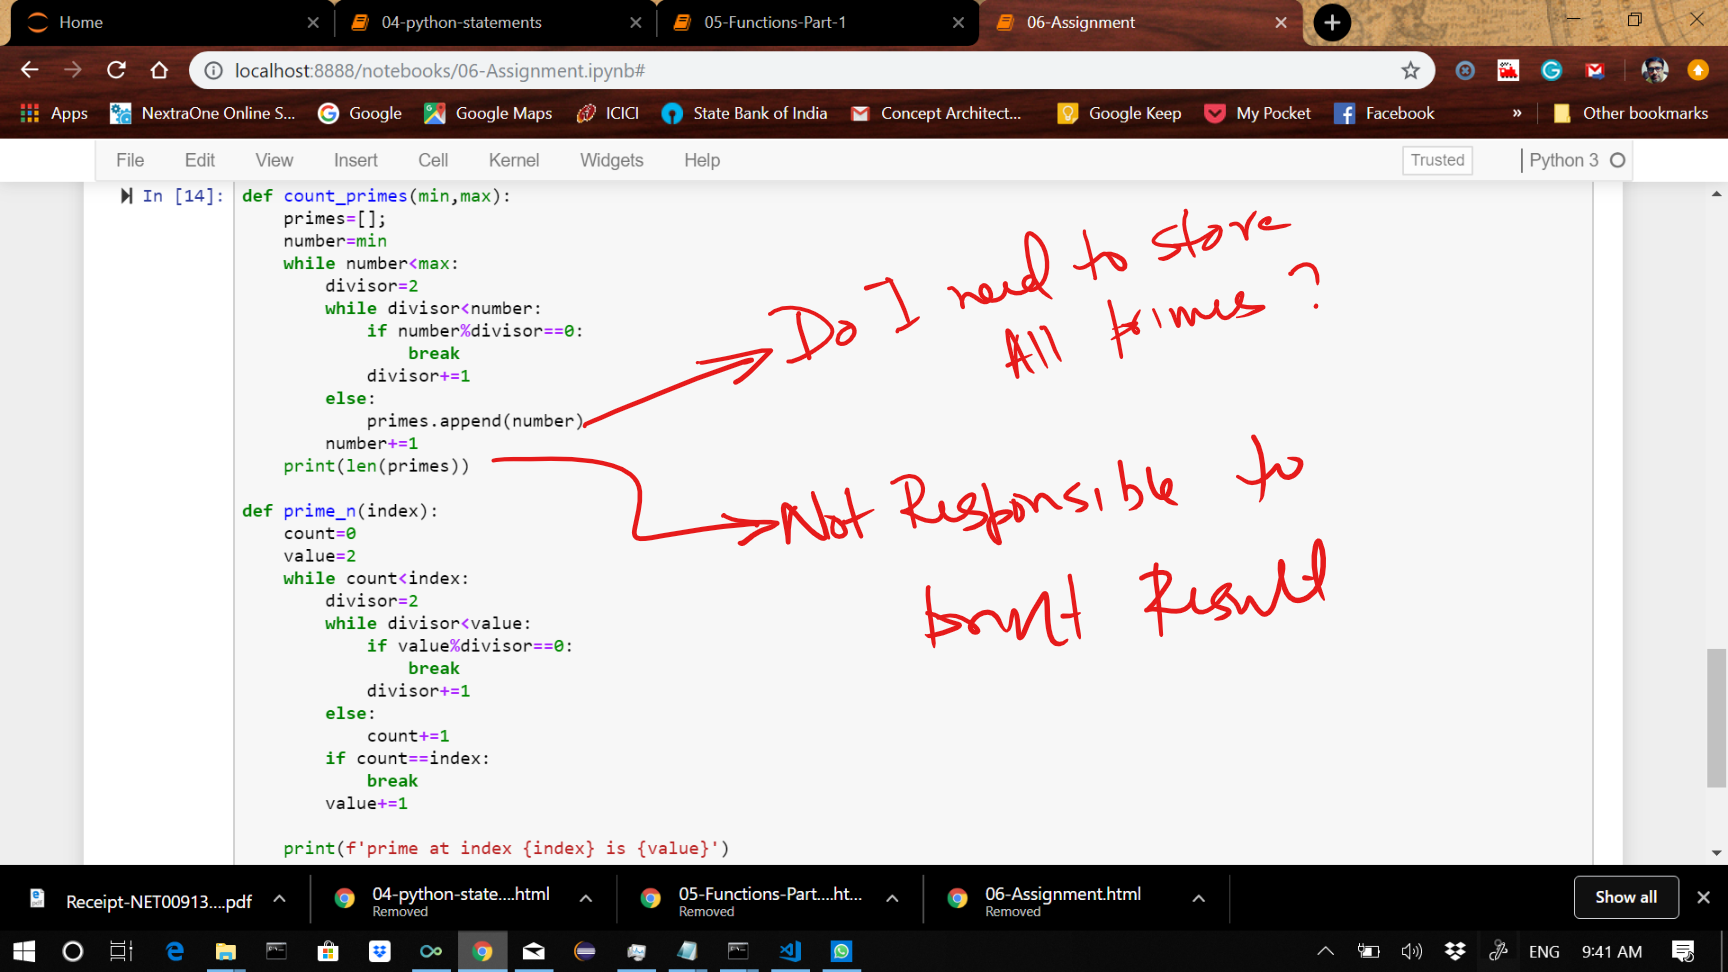 Home
04-python-statements
05-Functions-Part-1
06-Assignment
localhost:8888/notebooks/06-Assignment.ipynb#
Apps NextraOne Online S... Google Google Maps ICICI State Bank of India Concept Architect... Google Keep My Pocket Facebook » Other bookmarks
File Edit View Insert Cell Kernel Widgets Help Trusted Python 3
In [14]: def count_primes(min,max):
primes=[];
number=min
while number<max:
divisor=2
while divisor<number:
if number%divisor==0:
break
divisor+=1
else:
primes.append(number)
number+=1
print(len(primes))
Do I need to store
All primes ?
Not Responsible to
print Result
def prime_n(index):
count=0
value=2
while count<index:
divisor=2
while divisor<value:
if value%divisor==0:
break
divisor+=1
else:
count+=1
if count==index:
break
value+=1
print(f'prime at index {index} is {value}')
Receipt-NET00913....pdf
04-python-state....html
Removed
05-Functions-Part....ht...
Removed
06-Assignment.html
Removed
Show all
ENG 9:41 AM